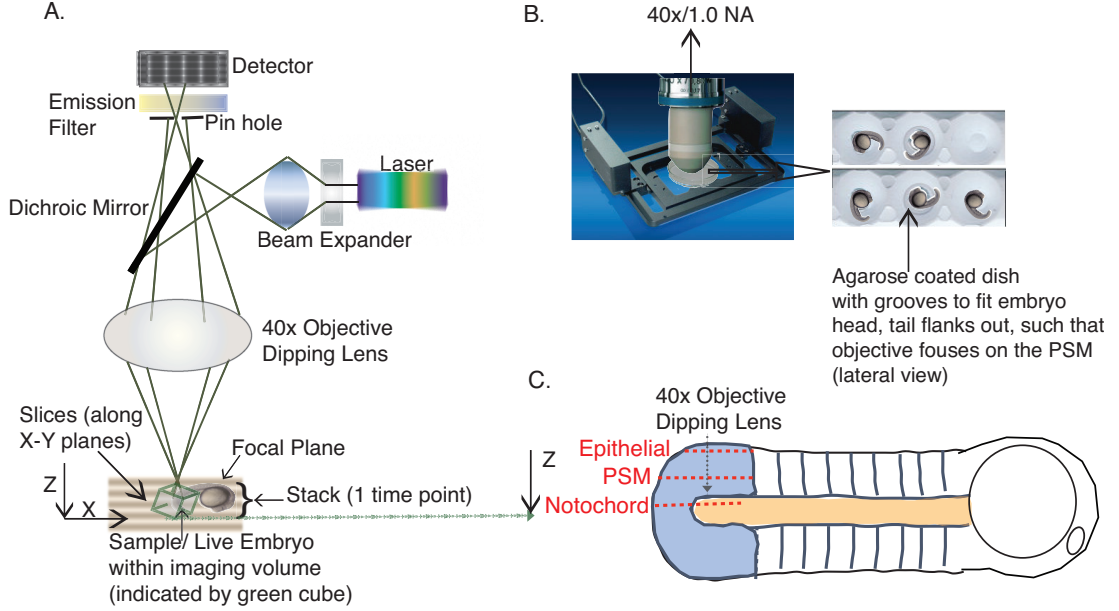 A.
Detector
Emission
Filter
Pin hole
Laser
Dichroic Mirror
Beam Expander
40x Objective
Dipping Lens
Slices (along
X-Y planes)
Focal Plane
Z
X
Stack (1 time point)
Z
Sample/ Live Embryo
within imaging volume
(indicated by green cube)
B.
40x/1.0 NA
Agarose coated dish
with grooves to fit embryo
head, tail flanks out, such that
objective fouses on the PSM
(lateral view)
C.
40x Objective
Dipping Lens
Epithelial
PSM
Notochord